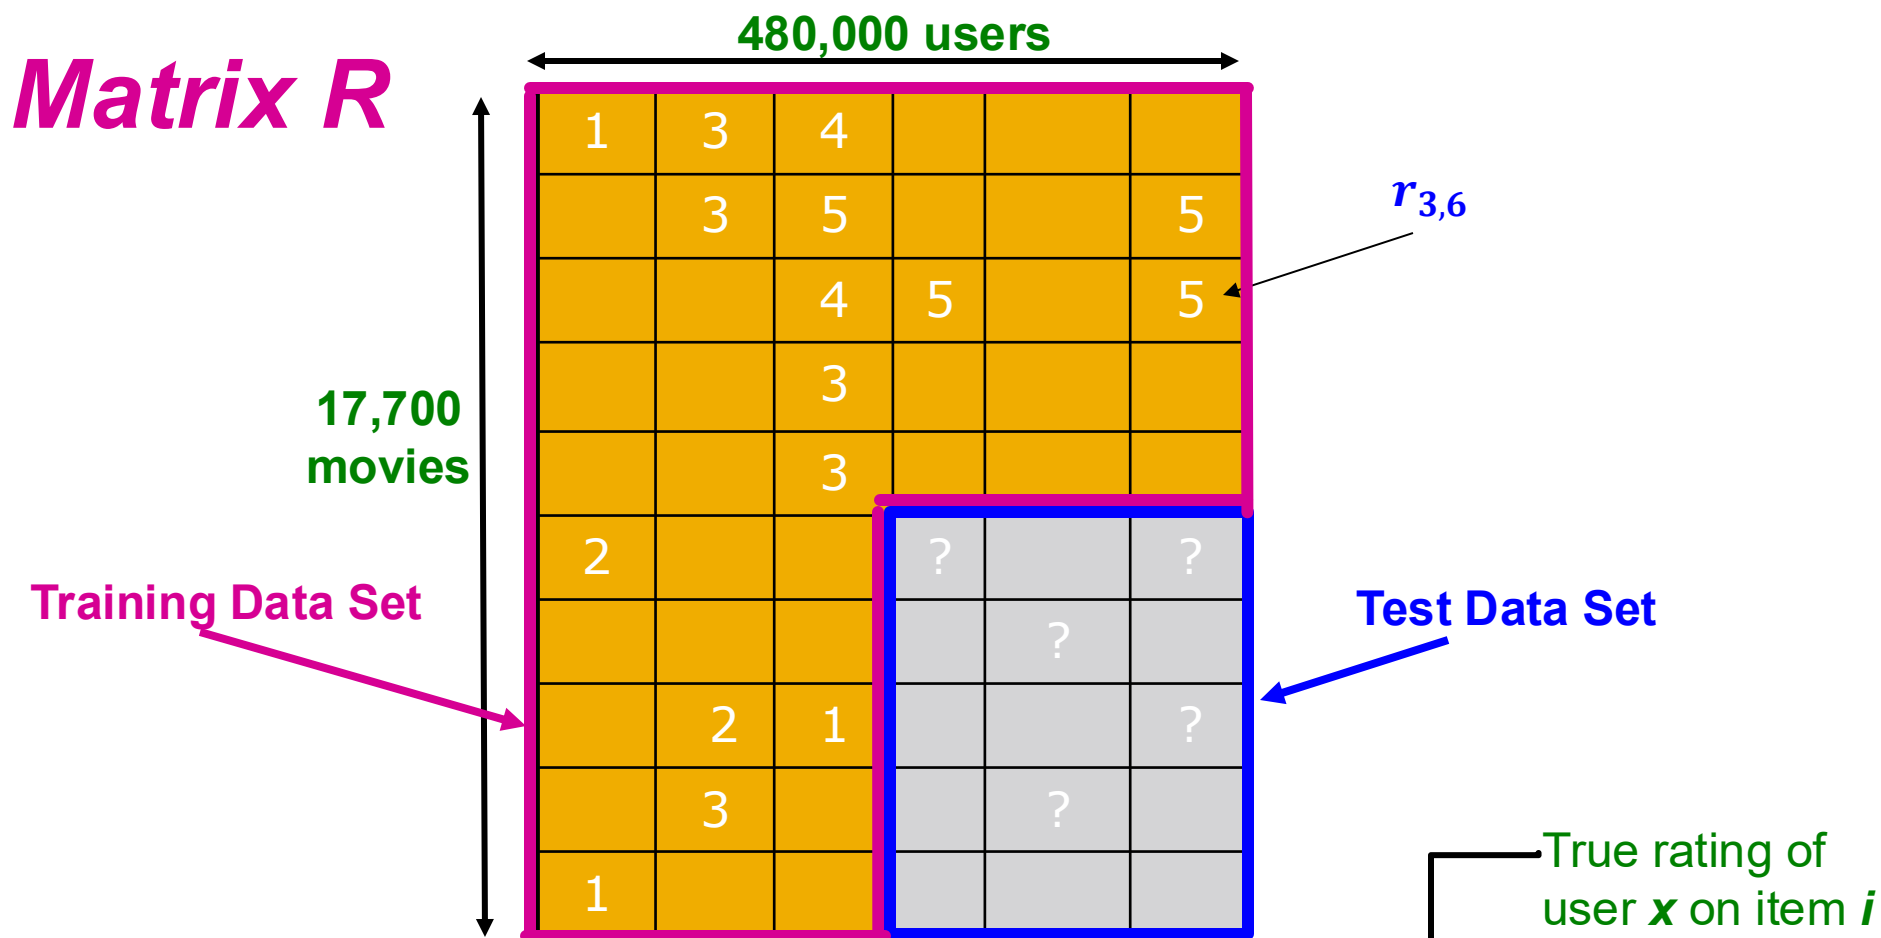 480,000 users
Matrix R
1 3 4
3 5 5
r3,6
4 5 5
3
17,700
movies
3
2 ? ?
Training Data Set
Test Data Set
?
2 1 ?
3 ?
True rating of
user x on item i
1